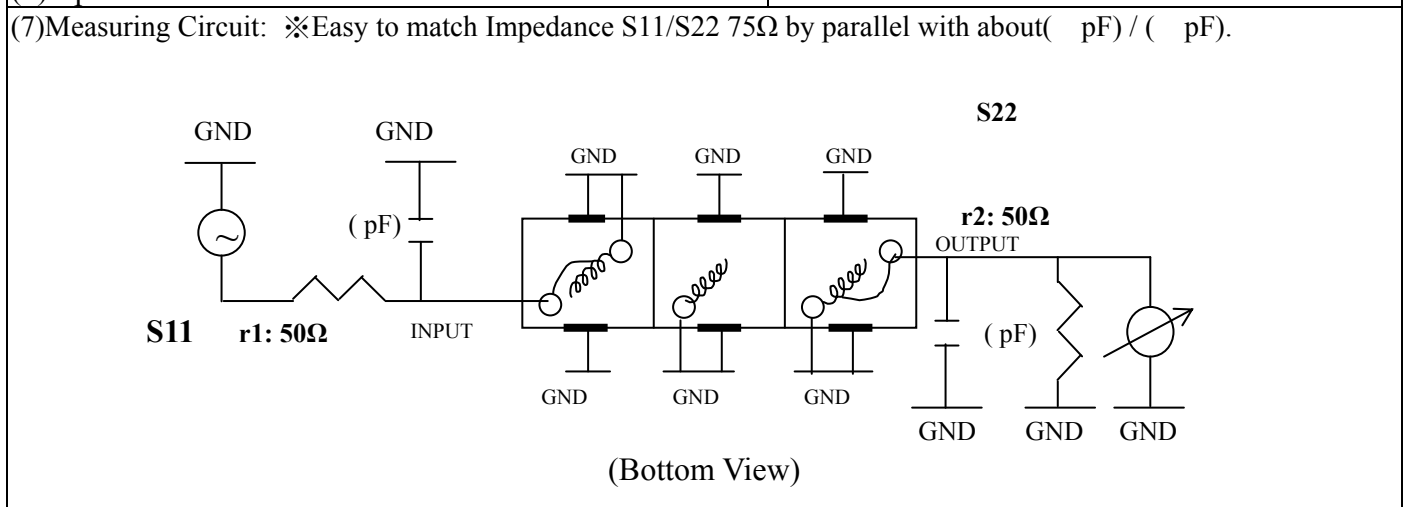 (7)Measuring Circuit: ※Easy to match Impedance S11/S22 75Ω by parallel with about( pF) / ( pF).
S22
GND GND
GND GND GND
( pF)
r2: 50Ω
OUTPUT
S11 r1: 50Ω INPUT
( pF)
GND GND GND
GND GND GND
(Bottom View)